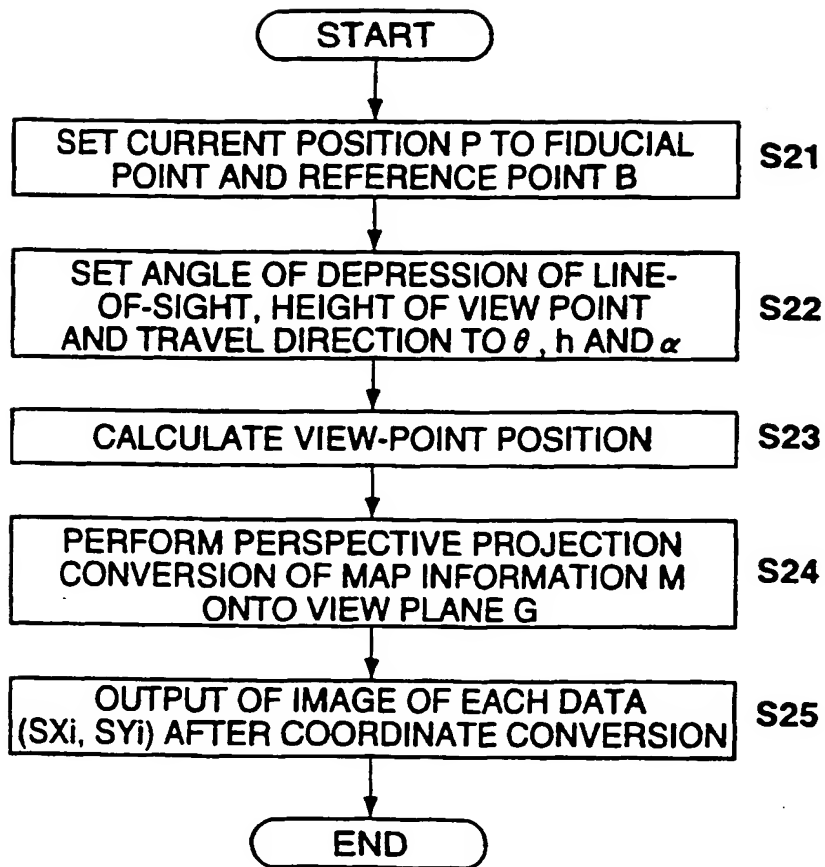 START
SET CURRENT POSITION P TO FIDUCIAL
POINT AND REFERENCE POINT B
S21
SET ANGLE OF DEPRESSION OF LINE-
OF-SIGHT, HEIGHT OF VIEW POINT
AND TRAVEL DIRECTION TO θ, h AND α
S22
CALCULATE VIEW-POINT POSITION
S23
PERFORM PERSPECTIVE PROJECTION
CONVERSION OF MAP INFORMATION M
ONTO VIEW PLANE G
S24
OUTPUT OF IMAGE OF EACH DATA
(SXi, SYi) AFTER COORDINATE CONVERSION
S25
END